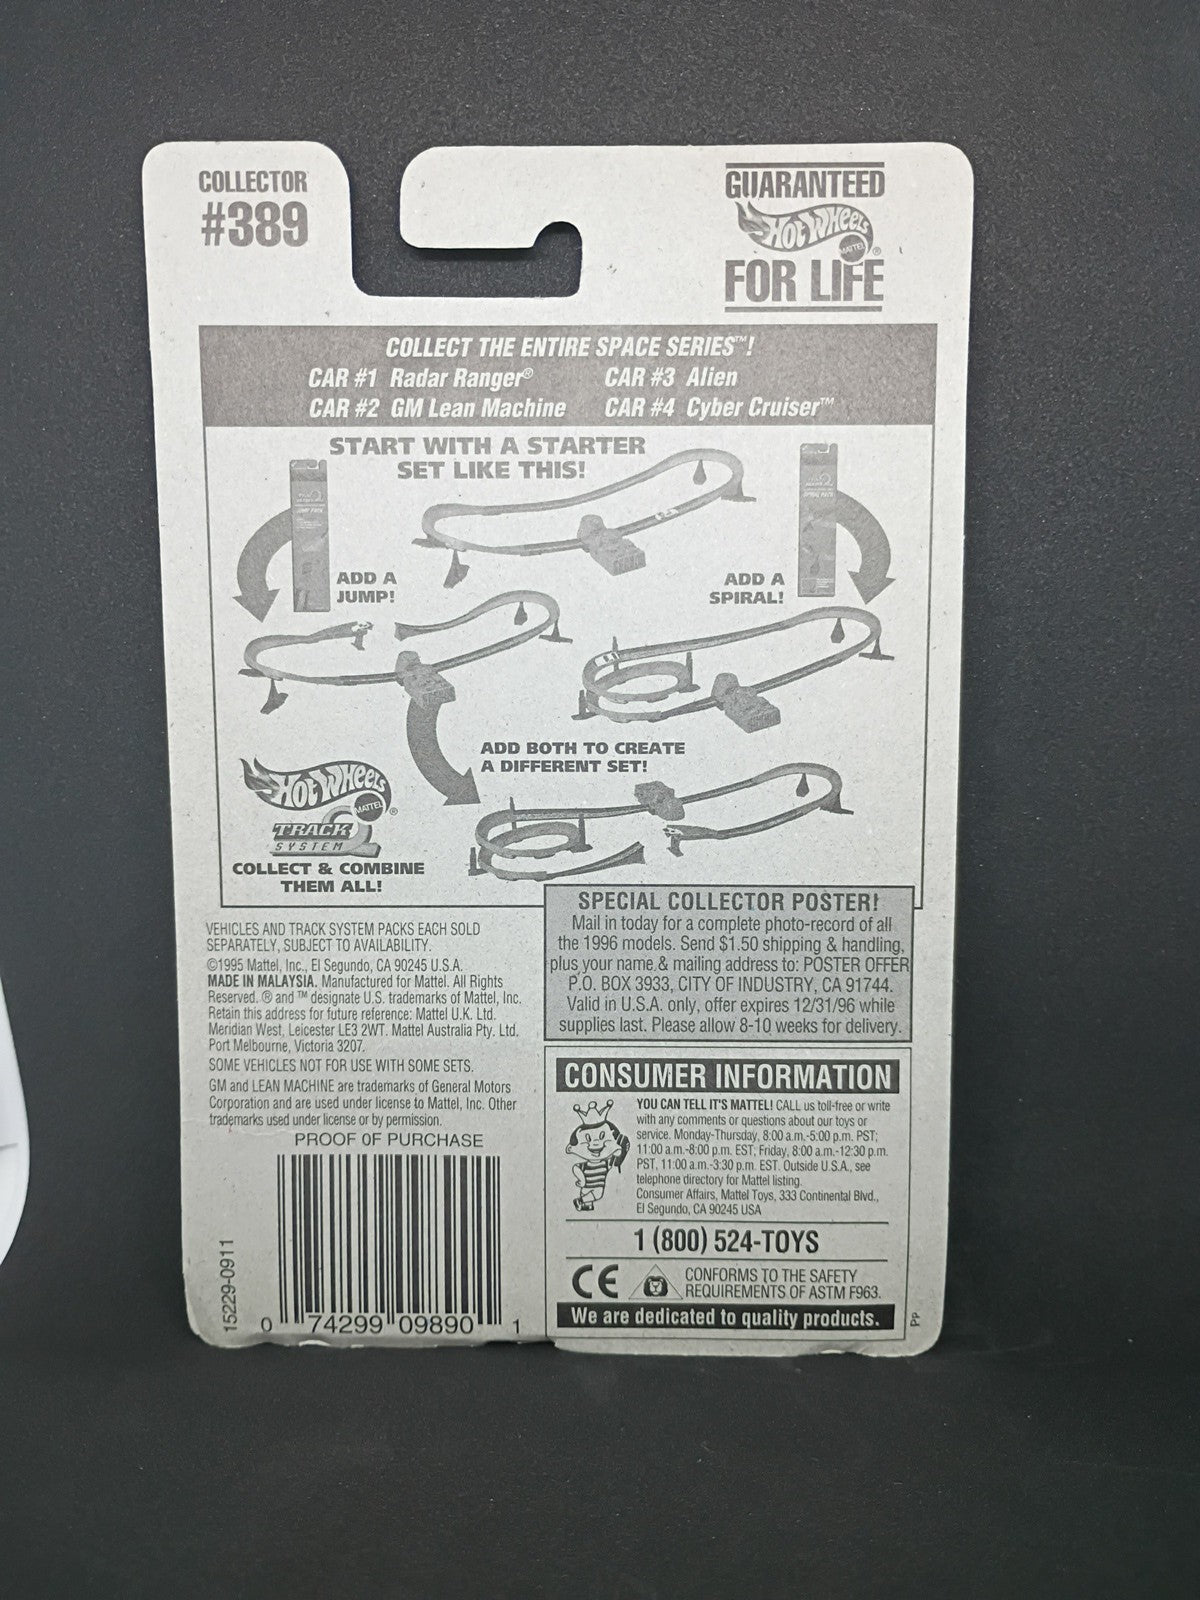 COLLECTOR
#389
GUARANTEED
HOT WHEELS
MATTEL ®
FOR LIFE
COLLECT THE ENTIRE SPACE SERIES™!
CAR #1 Radar Ranger®
CAR #3 Alien
CAR #2 GM Lean Machine
CAR #4 Cyber Cruiser™
START WITH A STARTER
SET LIKE THIS!
JUMP PACK
SPIRAL PACK
ADD A
JUMP!
ADD A
SPIRAL!
ADD BOTH TO CREATE
A DIFFERENT SET!
HOT WHEELS
MATTEL ®
TRACK
SYSTEM
COLLECT & COMBINE
THEM ALL!
VEHICLES AND TRACK SYSTEM PACKS EACH SOLD
SEPARATELY, SUBJECT TO AVAILABILITY.
©1995 Mattel, Inc., El Segundo, CA 90245 U.S.A.
MADE IN MALAYSIA. Manufactured for Mattel. All Rights
Reserved. ® and ™ designate U.S. trademarks of Mattel, Inc.
Retain this address for future reference: Mattel U.K. Ltd.
Meridian West, Leicester LE3 2WT. Mattel Australia Pty. Ltd.
Port Melbourne, Victoria 3207.
SOME VEHICLES NOT FOR USE WITH SOME SETS.
GM and LEAN MACHINE are trademarks of General Motors
Corporation and are used under license to Mattel, Inc. Other
trademarks used under license or by permission.
PROOF OF PURCHASE
15229-0911
0 74299 09890 1
SPECIAL COLLECTOR POSTER!
Mail in today for a complete photo-record of all
the 1996 models. Send $1.50 shipping & handling,
plus your name & mailing address to: POSTER OFFER
P.O. BOX 3933, CITY OF INDUSTRY, CA 91744.
Valid in U.S.A. only, offer expires 12/31/96 while
supplies last. Please allow 8-10 weeks for delivery.
CONSUMER INFORMATION
YOU CAN TELL IT'S MATTEL! CALL us toll-free or write
with any comments or questions about our toys or
service. Monday-Thursday, 8:00 a.m.-5:00 p.m. PST;
11:00 a.m.-8:00 p.m. EST; Friday, 8:00 a.m.-12:30 p.m.
PST, 11:00 a.m.-3:30 p.m. EST. Outside U.S.A., see
telephone directory for Mattel listing.
Consumer Affairs, Mattel Toys, 333 Continental Blvd.,
El Segundo, CA 90245 USA
1 (800) 524-TOYS
CE
CONFORMS TO THE SAFETY
REQUIREMENTS OF ASTM F963.
We are dedicated to quality products.
PP